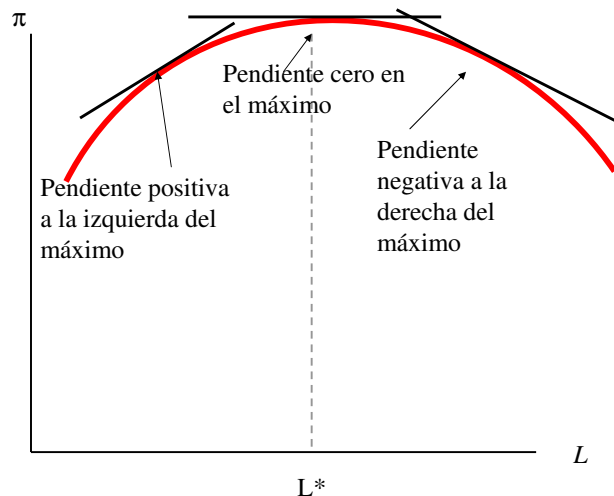 π
Pendiente cero en
el máximo
Pendiente positiva
a la izquierda del
máximo
Pendiente
negativa a la
derecha del
máximo
L
L*